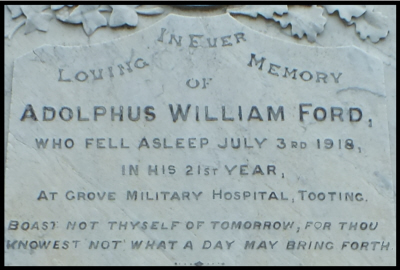 In Ever
Loving Memory
OF
ADOLPHUS WILLIAM FORD,
WHO FELL ASLEEP JULY 3RD 1918,
IN HIS 21ST YEAR,
AT GROVE MILITARY HOSPITAL, TOOTING.
BOAST NOT THYSELF OF TOMORROW, FOR THOU
KNOWEST NOT WHAT A DAY MAY BRING FORTH